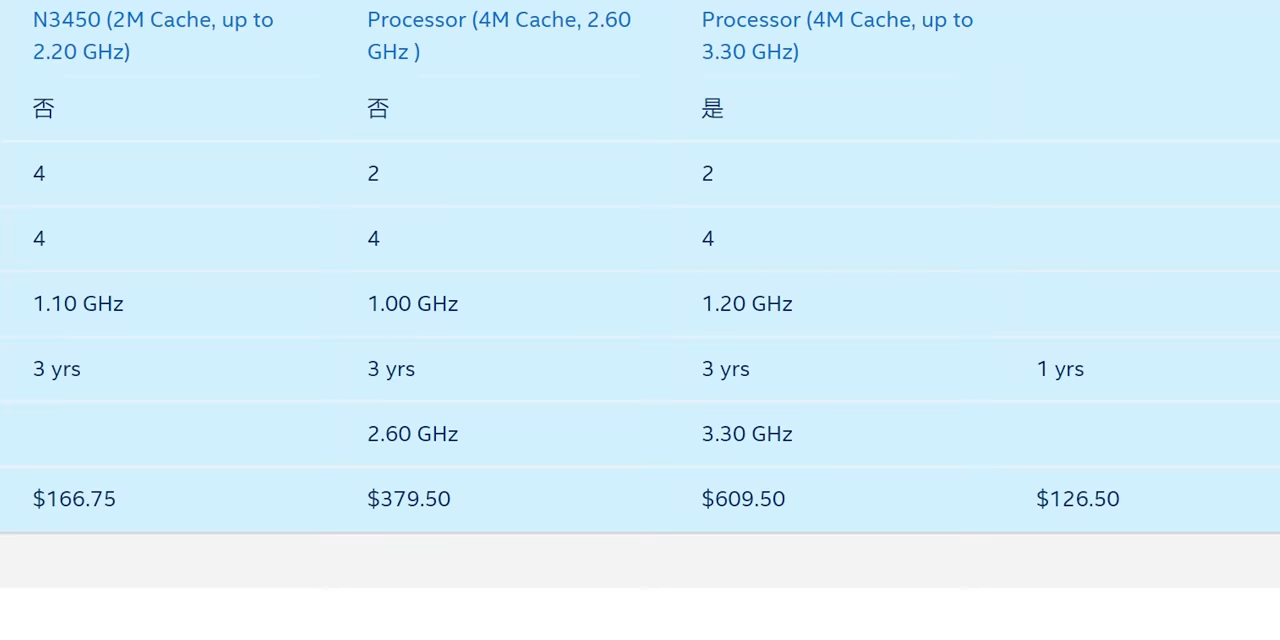 N3450 (2M Cache, up to Processor (4M Cache, 2.60 Processor (4M Cache, up to
2.20 GHz) GHz ) 3.30 GHz)
否 否 是
4 2 2
4 4 4
1.10 GHz 1.00 GHz 1.20 GHz
3 yrs 3 yrs 3 yrs 1 yrs
2.60 GHz 3.30 GHz
$166.75 $379.50 $609.50 $126.50